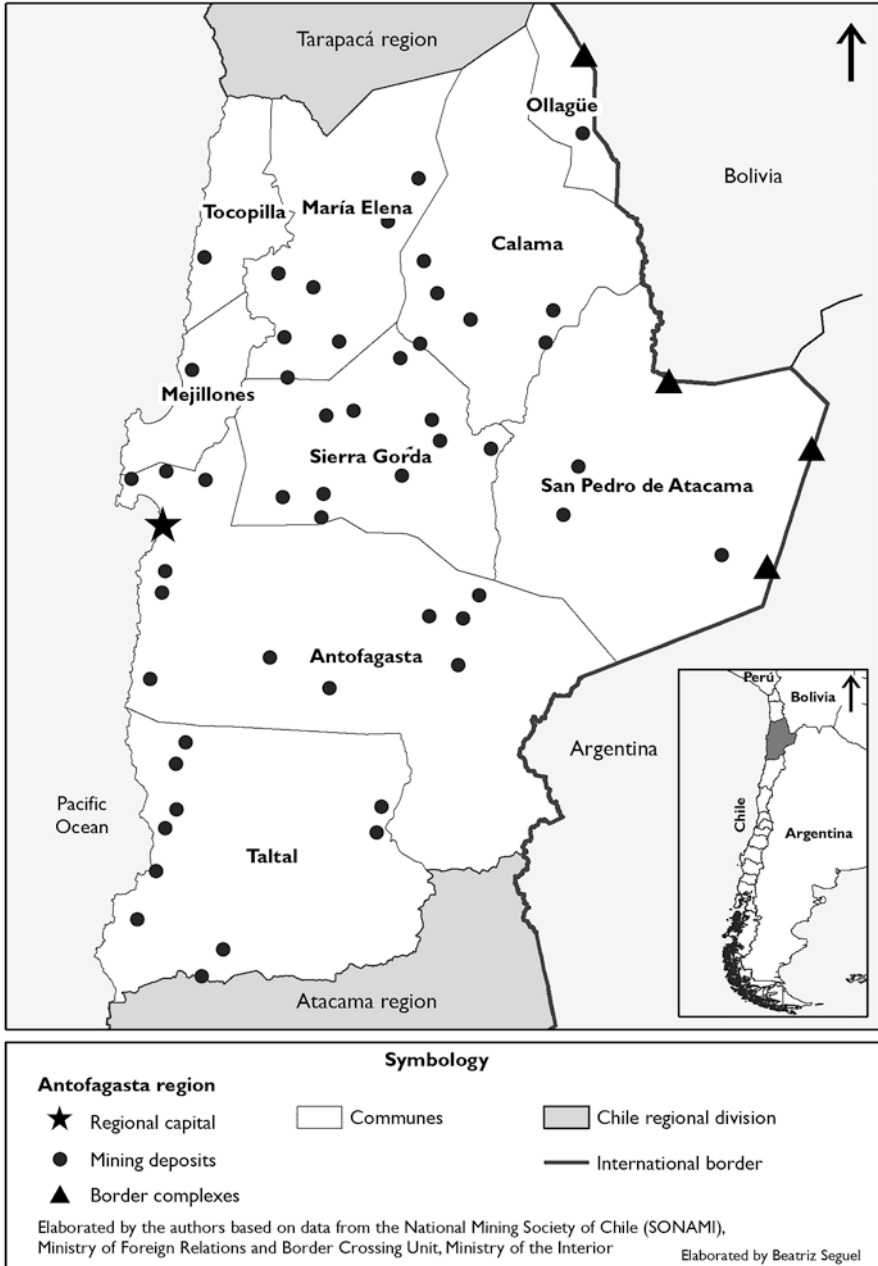 Tarapacá region
Ollagüe
Bolivia
Tocopilla
María Elena
Calama
Mejillones
Sierra Gorda
San Pedro de Atacama
Antofagasta
Perú
Bolivia
Argentina
Pacific
Ocean
Chile
Argentina
Taltal
Atacama region
Symbology
Antofagasta region
Regional capital
Communes
Chile regional division
Mining deposits
International border
Border complexes
Elaborated by the authors based on data from the National Mining Society of Chile (SONAMI),
Ministry of Foreign Relations and Border Crossing Unit, Ministry of the Interior
Elaborated by Beatriz Seguel